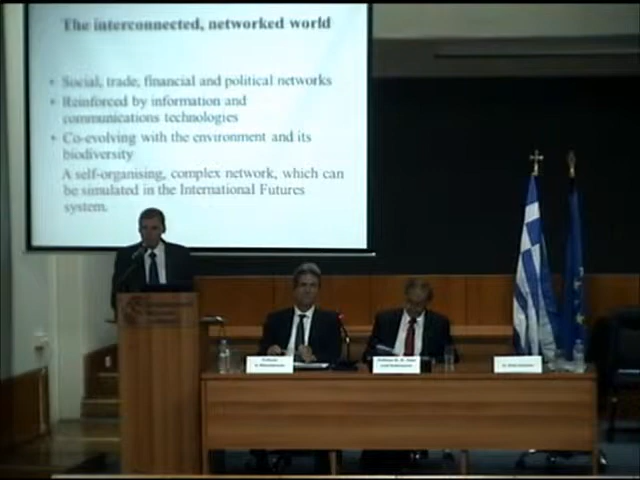 The interconnected, networked world
• Social, trade, financial and political networks
• Reinforced by information and
communications technologies
• Co-evolving with the environment and its
biodiversity
A self-organising, complex network, which can
be simulated in the International Futures
system.